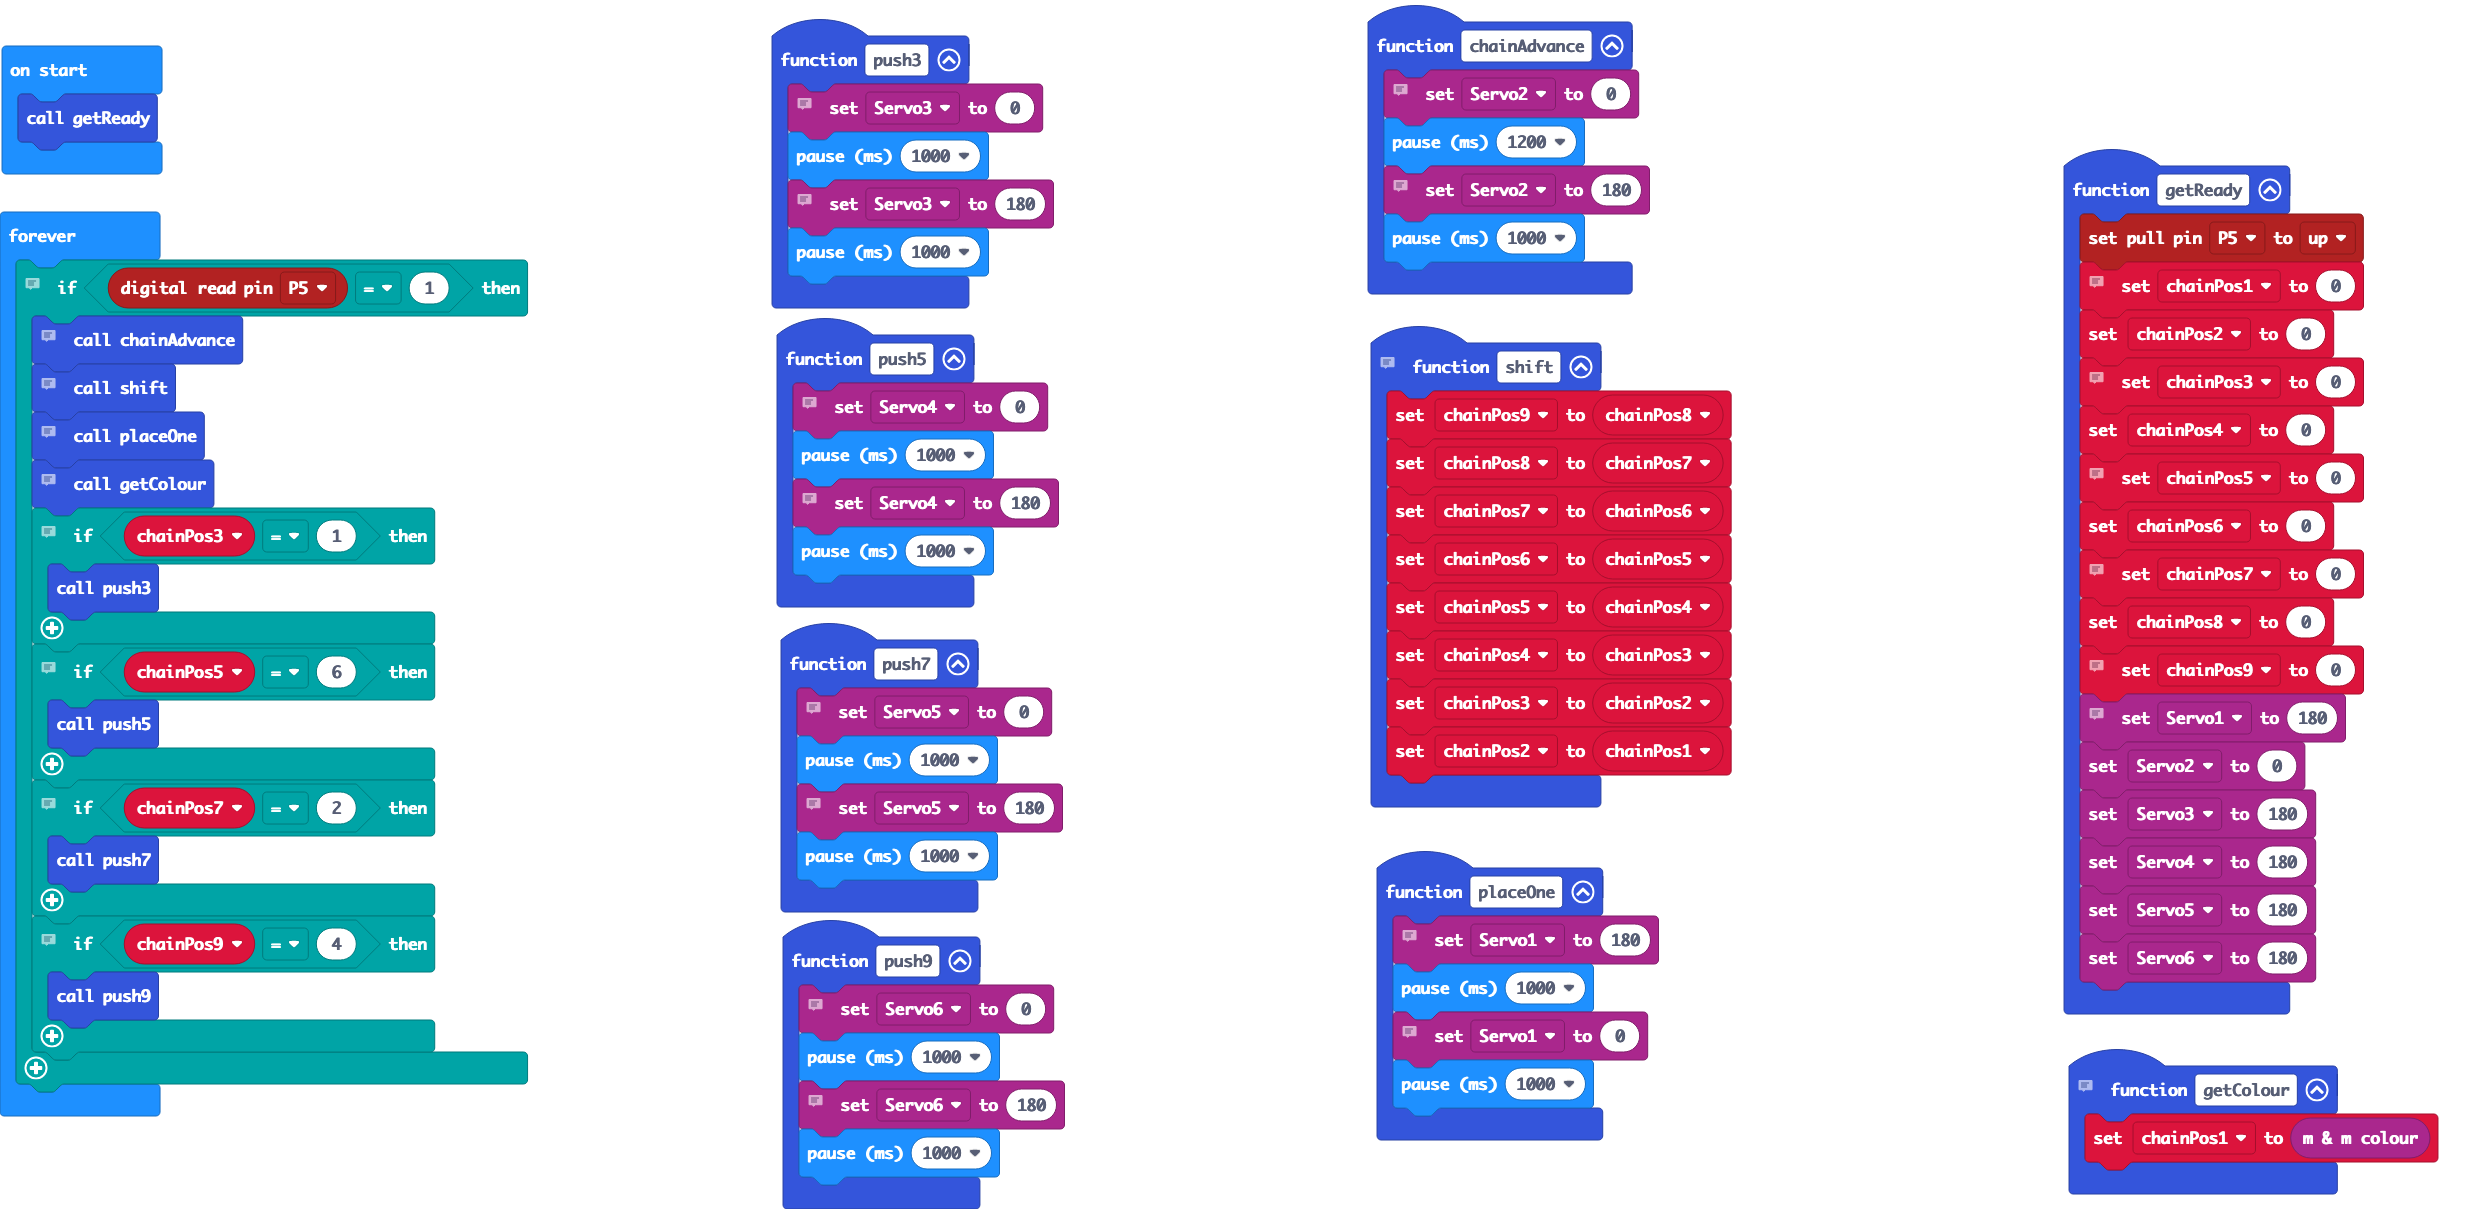 on start
call getReady
forever
if digital read pin P5 = 1 then
call chainAdvance
call shift
call placeOne
call getColour
if chainPos3 = 1 then
call push3
if chainPos5 = 6 then
call push5
if chainPos7 = 2 then
call push7
if chainPos9 = 4 then
call push9
function push3
set Servo3 to 0
pause (ms) 1000
set Servo3 to 180
pause (ms) 1000
function push5
set Servo4 to 0
pause (ms) 1000
set Servo4 to 180
pause (ms) 1000
function push7
set Servo5 to 0
pause (ms) 1000
set Servo5 to 180
pause (ms) 1000
function push9
set Servo6 to 0
pause (ms) 1000
set Servo6 to 180
pause (ms) 1000
function chainAdvance
set Servo2 to 0
pause (ms) 1200
set Servo2 to 180
pause (ms) 1000
function shift
set chainPos9 to chainPos8
set chainPos8 to chainPos7
set chainPos7 to chainPos6
set chainPos6 to chainPos5
set chainPos5 to chainPos4
set chainPos4 to chainPos3
set chainPos3 to chainPos2
set chainPos2 to chainPos1
function placeOne
set Servo1 to 180
pause (ms) 1000
set Servo1 to 0
pause (ms) 1000
function getReady
set pull pin P5 to up
set chainPos1 to 0
set chainPos2 to 0
set chainPos3 to 0
set chainPos4 to 0
set chainPos5 to 0
set chainPos6 to 0
set chainPos7 to 0
set chainPos8 to 0
set chainPos9 to 0
set Servo1 to 180
set Servo2 to 0
set Servo3 to 180
set Servo4 to 180
set Servo5 to 180
set Servo6 to 180
function getColour
set chainPos1 to m & m colour